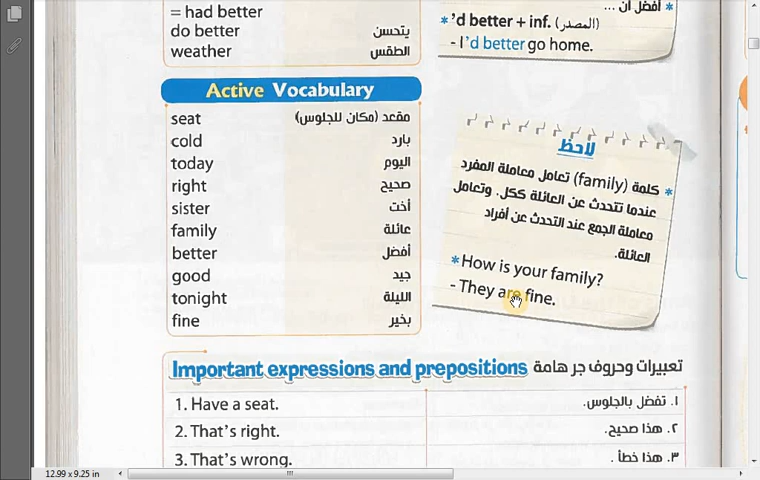 = had better
do better يتحسن
weather الطقس
* أفضل أن ...
*'d better + inf. (المصدر)
- I'd better go home.
Active Vocabulary
seat مقعد (مكان للجلوس)
cold بارد
today اليوم
right صحيح
sister أخت
family عائلة
better أفضل
good جيد
tonight الليلة
fine بخير
لاحظ
* كلمة (family) تعامل معاملة المفرد
عندما نتحدث عن العائلة ككل. وتعامل
معاملة الجمع عند التحدث عن أفراد
العائلة.
* How is your family?
- They are fine.
Important expressions and prepositions تعبيرات وحروف جر هامة
1. Have a seat. ١. تفضل بالجلوس.
2. That's right. ٢. هذا صحيح.
3. That's wrong. ٣. هذا خطأ.
12.99 x 9.25 in